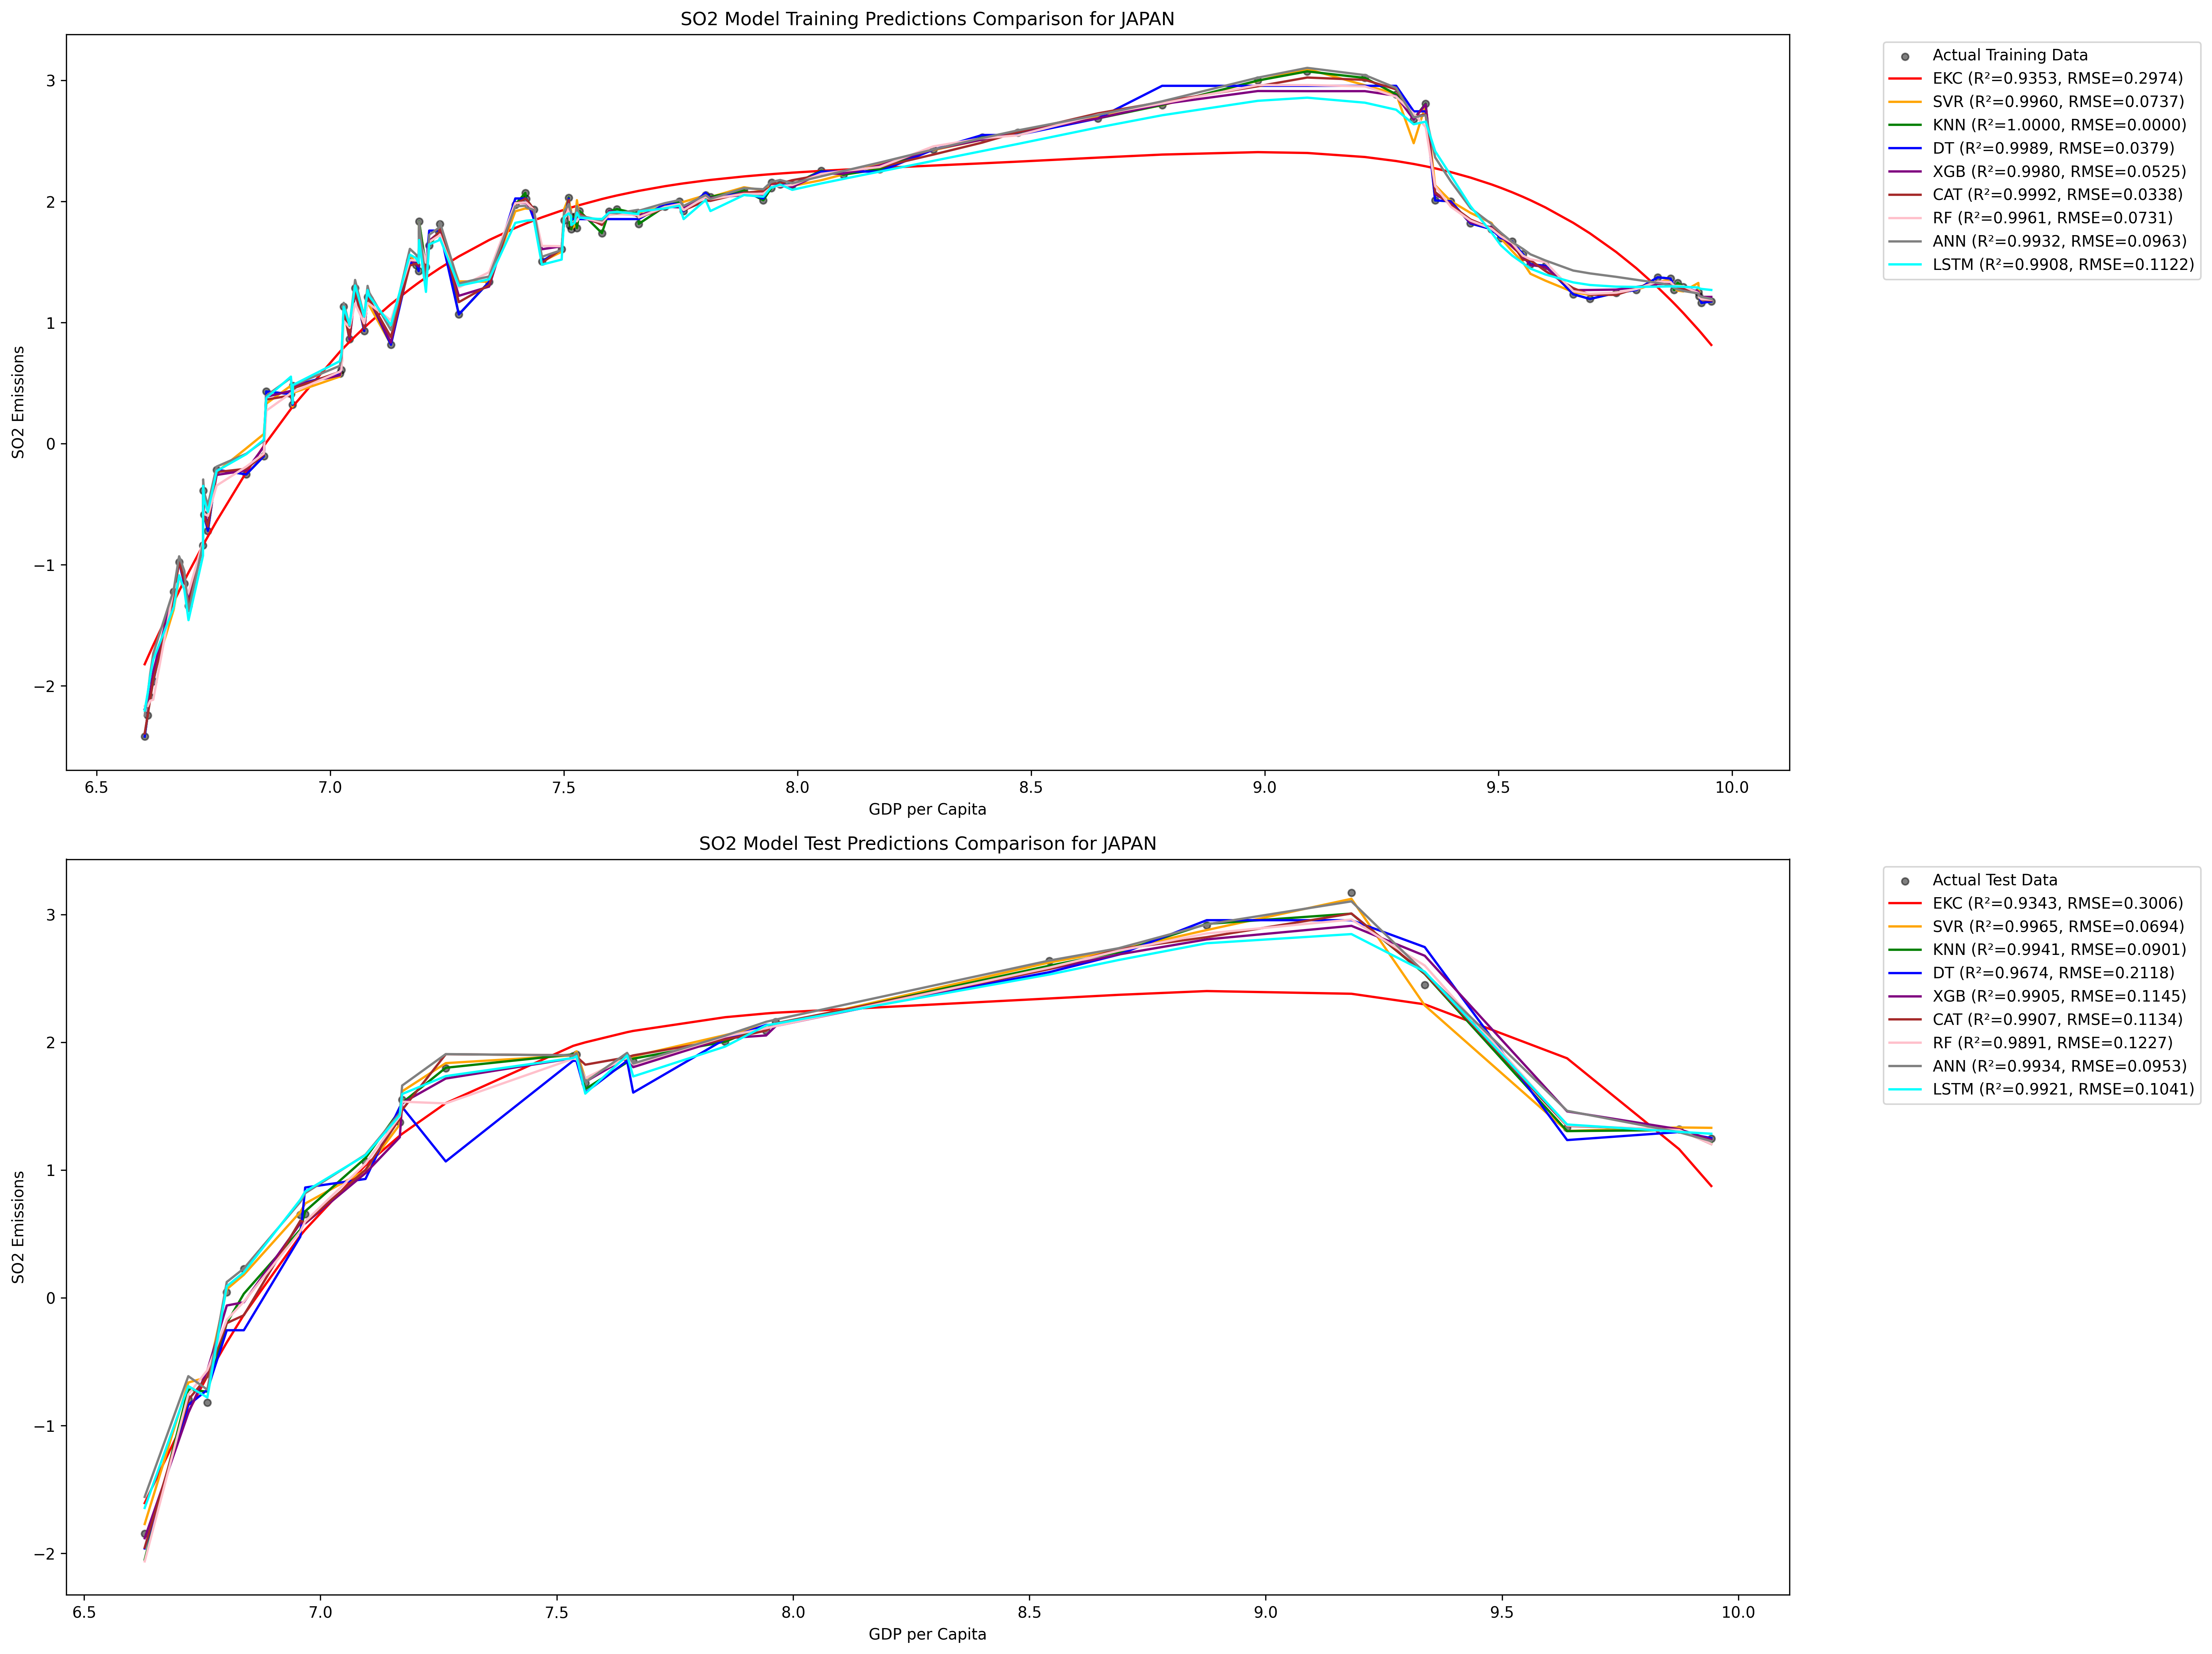 SO2 Model Training Predictions Comparison for JAPAN
3
2
1
0
−1
−2
SO2 Emissions
6.5 7.0 7.5 8.0 8.5 9.0 9.5 10.0
GDP per Capita
Actual Training Data
EKC (R²=0.9353, RMSE=0.2974)
SVR (R²=0.9960, RMSE=0.0737)
KNN (R²=1.0000, RMSE=0.0000)
DT (R²=0.9989, RMSE=0.0379)
XGB (R²=0.9980, RMSE=0.0525)
CAT (R²=0.9992, RMSE=0.0338)
RF (R²=0.9961, RMSE=0.0731)
ANN (R²=0.9932, RMSE=0.0963)
LSTM (R²=0.9908, RMSE=0.1122)
SO2 Model Test Predictions Comparison for JAPAN
3
2
1
0
−1
−2
SO2 Emissions
6.5 7.0 7.5 8.0 8.5 9.0 9.5 10.0
GDP per Capita
Actual Test Data
EKC (R²=0.9343, RMSE=0.3006)
SVR (R²=0.9965, RMSE=0.0694)
KNN (R²=0.9941, RMSE=0.0901)
DT (R²=0.9674, RMSE=0.2118)
XGB (R²=0.9905, RMSE=0.1145)
CAT (R²=0.9907, RMSE=0.1134)
RF (R²=0.9891, RMSE=0.1227)
ANN (R²=0.9934, RMSE=0.0953)
LSTM (R²=0.9921, RMSE=0.1041)